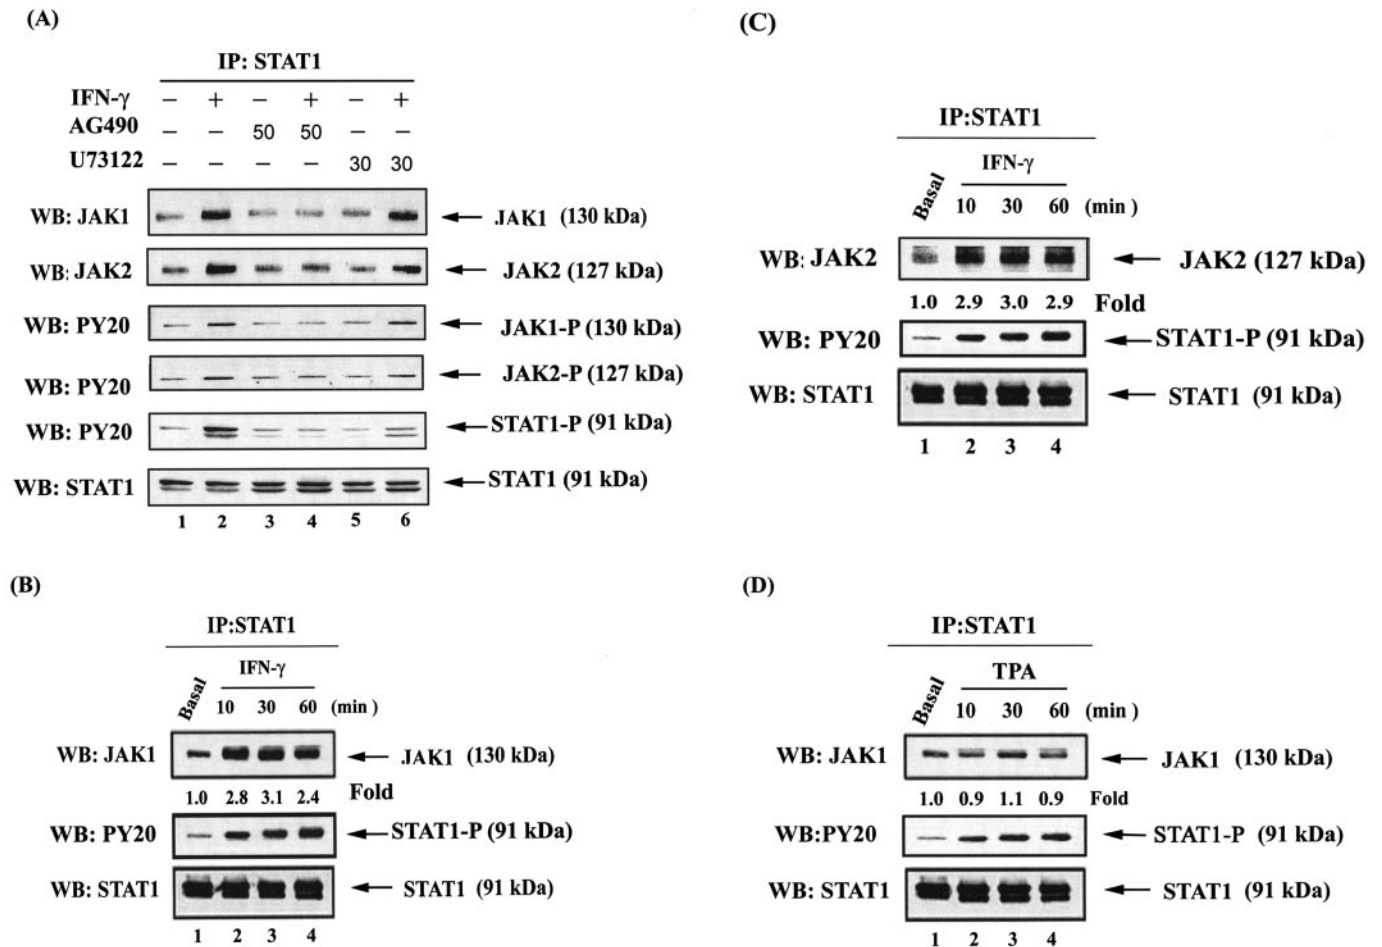 (A)
IP: STAT1
IFN-γ – + – + – +
AG490 – – 50 50 – –
U73122 – – – – 30 30
WB: JAK1 JAK1 (130 kDa)
WB: JAK2 JAK2 (127 kDa)
WB: PY20 JAK1-P (130 kDa)
WB: PY20 JAK2-P (127 kDa)
WB: PY20 STAT1-P (91 kDa)
WB: STAT1 STAT1 (91 kDa)
1 2 3 4 5 6
(B)
IP:STAT1
IFN-γ
Basal 10 30 60 (min )
WB: JAK1 JAK1 (130 kDa)
1.0 2.8 3.1 2.4 Fold
WB: PY20 STAT1-P (91 kDa)
WB: STAT1 STAT1 (91 kDa)
1 2 3 4
(C)
IP:STAT1
IFN-γ
Basal 10 30 60 (min )
WB: JAK2 JAK2 (127 kDa)
1.0 2.9 3.0 2.9 Fold
WB: PY20 STAT1-P (91 kDa)
WB: STAT1 STAT1 (91 kDa)
1 2 3 4
(D)
IP:STAT1
TPA
Basal 10 30 60 (min )
WB: JAK1 JAK1 (130 kDa)
1.0 0.9 1.1 0.9 Fold
WB:PY20 STAT1-P (91 kDa)
WB: STAT1 STAT1 (91 kDa)
1 2 3 4